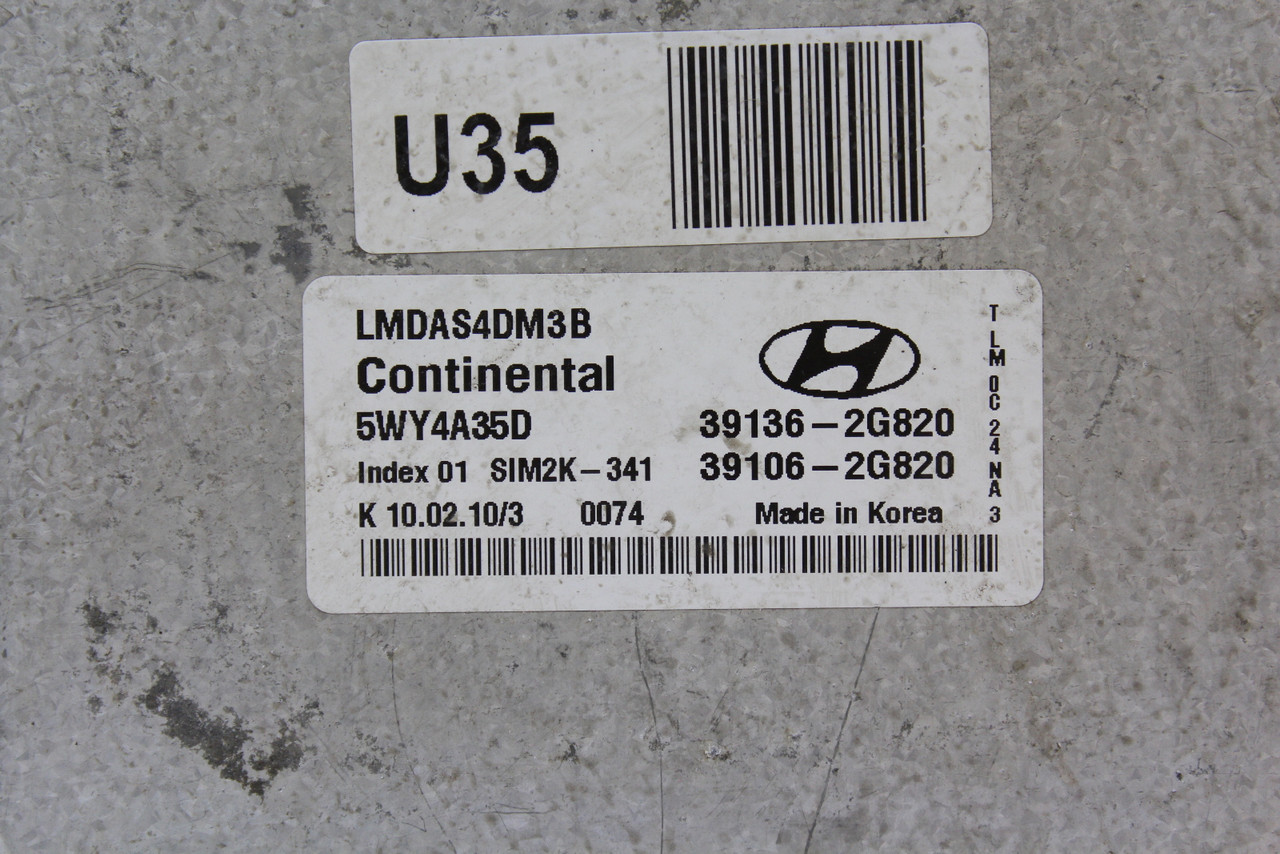 U35
LMDAS4DM3B
Continental
5WY4A35D 39136-2G820
Index 01 SIM2K-341 39106-2G820
K 10.02.10/3 0074 Made in Korea
T LM 0C 24 NA 3